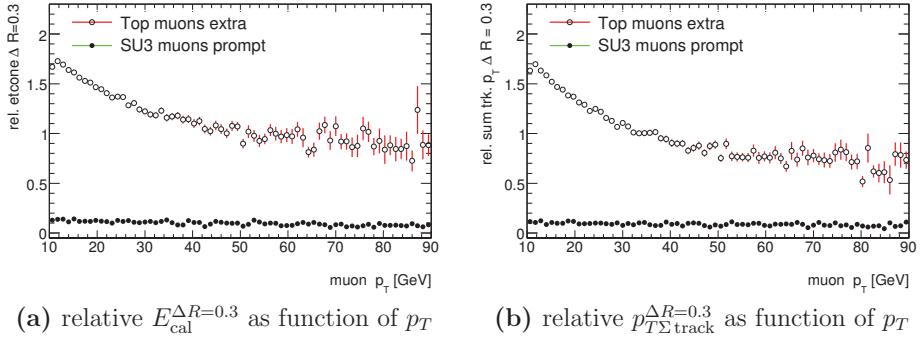 rel. etcone Δ R=0.3
2
1.5
1
0.5
0
Top muons extra
SU3 muons prompt
10 20 30 40 50 60 70 80 90
muon p_T [GeV]
(a) relative E_cal^ΔR=0.3 as function of p_T
rel. sum trk. p_T Δ R = 0.3
2
1.5
1
0.5
0
Top muons extra
SU3 muons prompt
10 20 30 40 50 60 70 80 90
muon p_T [GeV]
(b) relative p_TΣ track^ΔR=0.3 as function of p_T